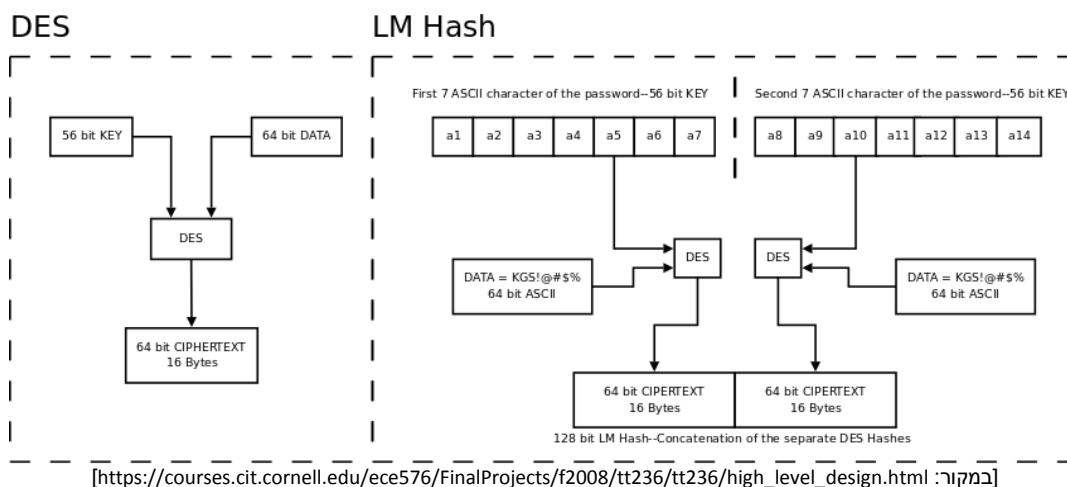 DES
LM Hash
56 bit KEY
64 bit DATA
DES
64 bit CIPHERTEXT
16 Bytes
First 7 ASCII character of the password--56 bit KEY
Second 7 ASCII character of the password--56 bit KEY
a1 a2 a3 a4 a5 a6 a7
a8 a9 a10 a11 a12 a13 a14
DES
DES
DATA = KGS!@#$%
64 bit ASCII
DATA = KGS!@#$%
64 bit ASCII
64 bit CIPERTEXT
16 Bytes
64 bit CIPERTEXT
16 Bytes
128 bit LM Hash--Concatenation of the separate DES Hashes
[במקור: https://courses.cit.cornell.edu/ece576/FinalProjects/f2008/tt236/tt236/high_level_design.html]